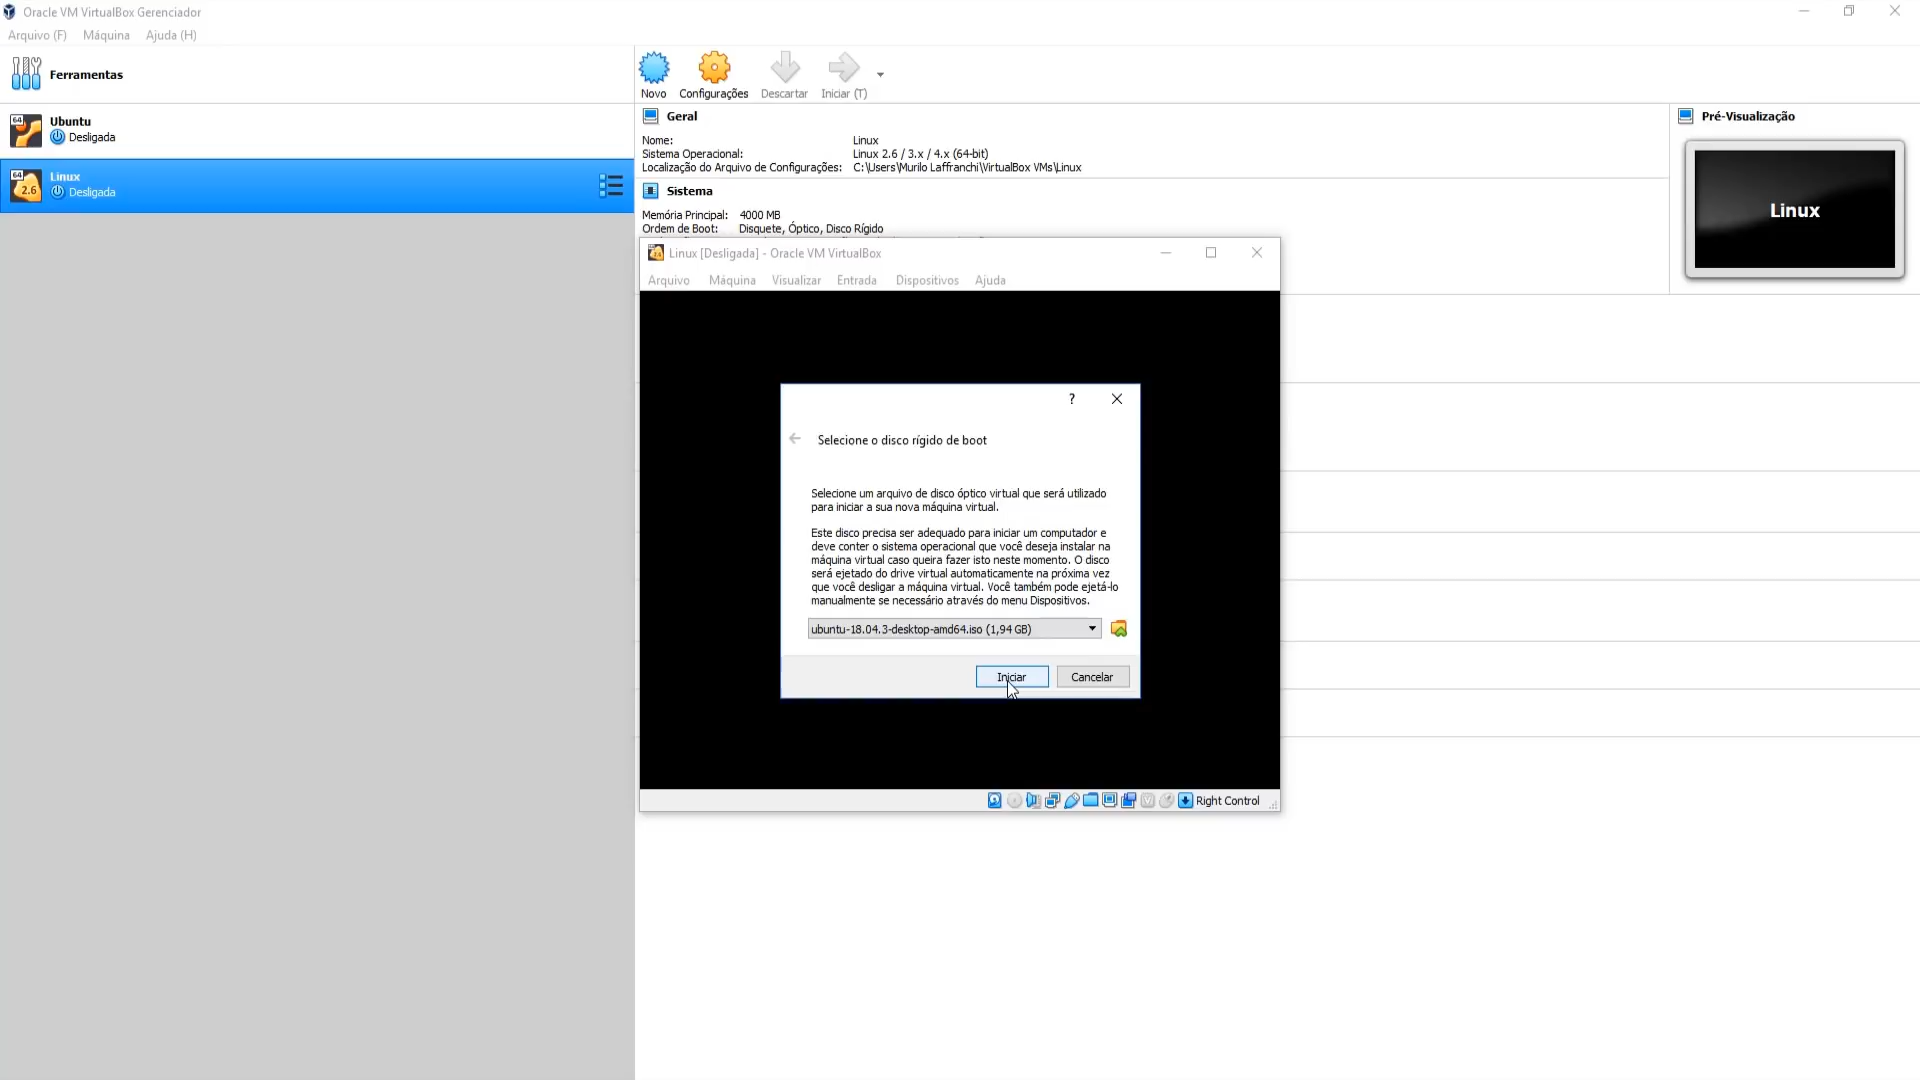 Oracle VM VirtualBox Gerenciador
Arquivo (F) Máquina Ajuda (H)
Ferramentas
Novo Configurações Descartar Iniciar (T)
64
Ubuntu
Desligada
64
2.6
Linux
Desligada
Geral
Nome: Linux
Sistema Operacional: Linux 2.6 / 3.x / 4.x (64-bit)
Localização do Arquivo de Configurações: C:\Users\Murilo Laffranchi\VirtualBox VMs\Linux
Sistema
Memória Principal: 4000 MB
Ordem de Boot: Disquete, Óptico, Disco Rígido
Pré-Visualização
Linux
Linux [Desligada] - Oracle VM VirtualBox
Arquivo Máquina Visualizar Entrada Dispositivos Ajuda
?
Selecione o disco rígido de boot
Selecione um arquivo de disco óptico virtual que será utilizado
para iniciar a sua nova máquina virtual.
Este disco precisa ser adequado para iniciar um computador e
deve conter o sistema operacional que você deseja instalar na
máquina virtual caso queira fazer isto neste momento. O disco
será ejetado do drive virtual automaticamente na próxima vez
que você desligar a máquina virtual. Você também pode ejetá-lo
manualmente se necessário através do menu Dispositivos.
ubuntu-18.04.3-desktop-amd64.iso (1,94 GB)
Iniciar Cancelar
Right Control